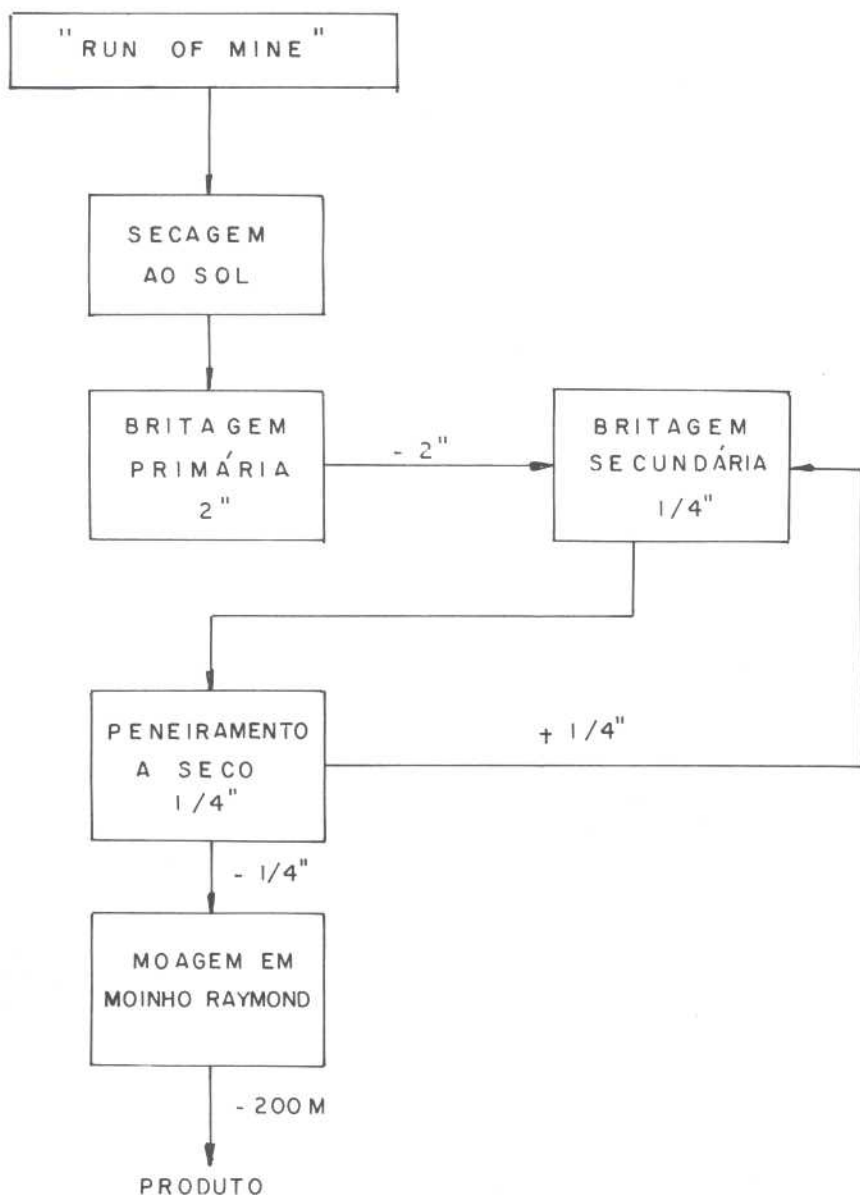 "RUN OF MINE"
SECAGEM
AO SOL
BRITAGEM
PRIMÁRIA
2"
- 2"
BRITAGEM
SECUNDÁRIA
1/4"
PENEIRAMENTO
A SECO
1/4"
+ 1/4"
- 1/4"
MOAGEM EM
MOINHO RAYMOND
- 200 M
PRODUTO